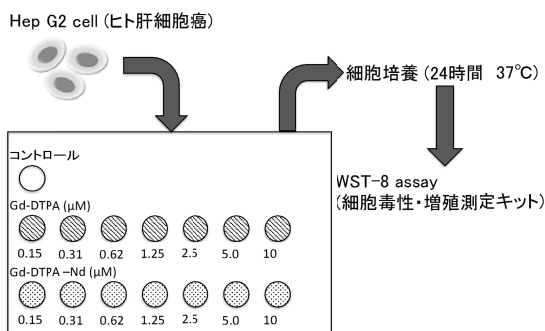 Hep G2 cell (ヒト肝細胞癌)
細胞培養 (24時間 37℃)
WST-8 assay
(細胞毒性・増殖測定キット)
コントロール
Gd-DTPA (μM)
0.15 0.31 0.62 1.25 2.5 5.0 10
Gd-DTPA –Nd (μM)
0.15 0.31 0.62 1.25 2.5 5.0 10